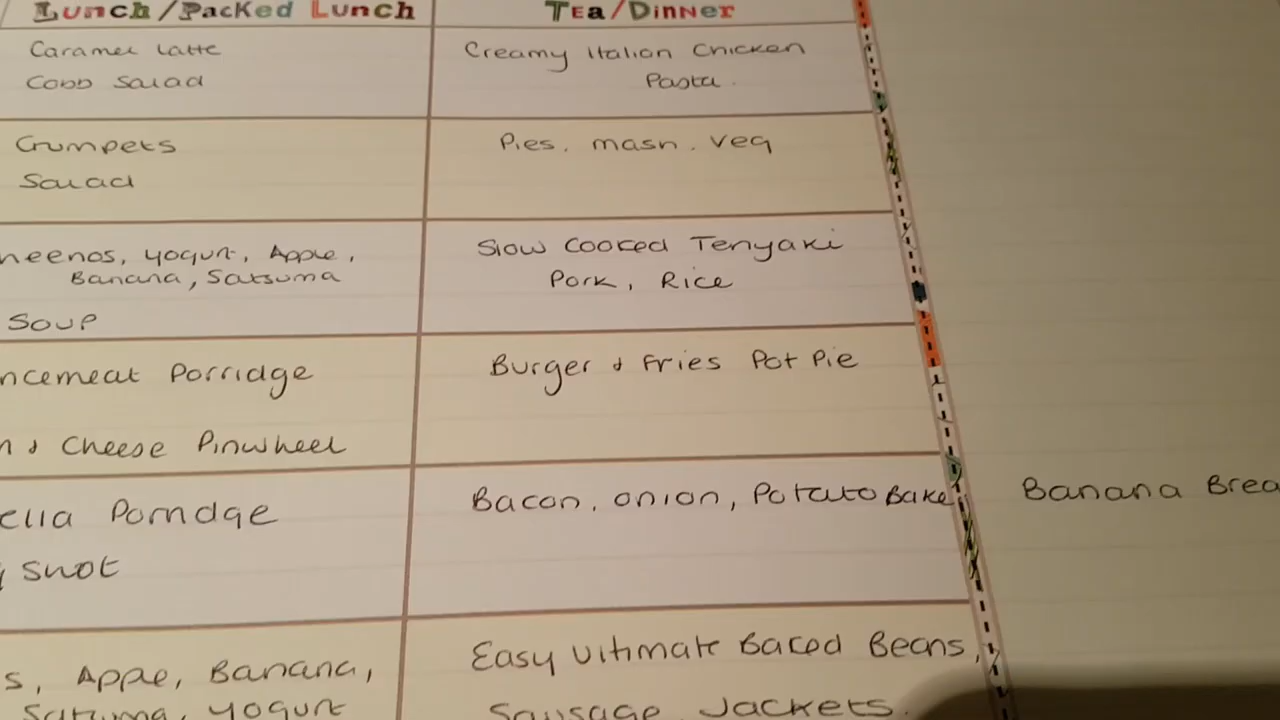 Lunch/Packed Lunch
Tea/Dinner
Caramel Latte
Cobb Salad
Creamy Italian Chicken
Pasta.
Crumpets
Salad
Pies. mash. veg
heerios, Yogurt, Apple,
Banana, Satsuma
Soup
Slow Cooked Teriyaki
Pork, Rice
ncemeat Porridge
n & Cheese Pinwheel
Burger & Fries Pot Pie
ella Porridge
Shot
Bacon, onion, Potato Bake
Banana Brea
s, Apple, Banana,
Satsuma, Yogurt
Easy Ultimate Baked Beans,
Sausage, Jackets.